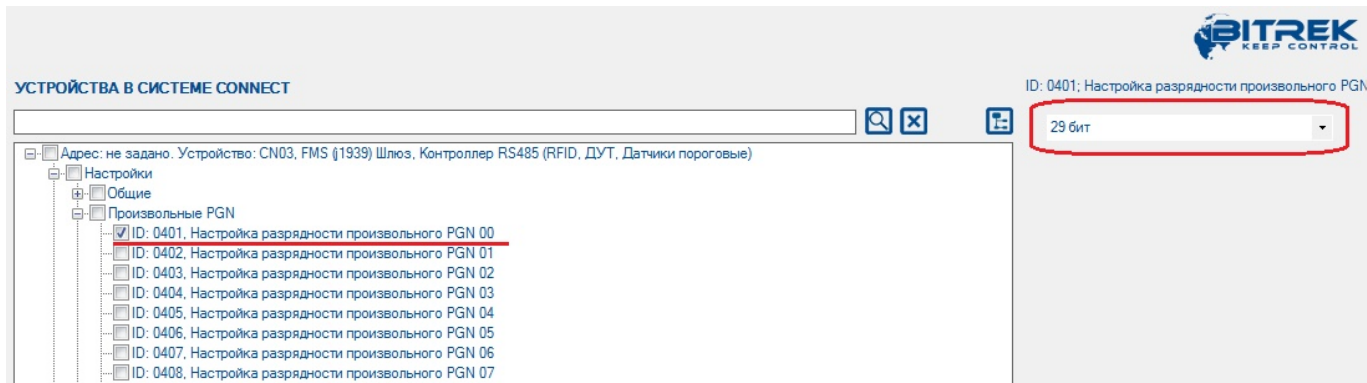 BITREK
KEEP CONTROL
УСТРОЙСТВА В СИСТЕМЕ CONNECT
ID: 0401; Настройка разрядности произвольного PGN
29 бит
Адрес: не задано. Устройство: CN03, FMS (j1939) Шлюз, Контроллер RS485 (RFID, ДУТ, Датчики пороговые)
Настройки
Общие
Произвольные PGN
ID: 0401, Настройка разрядности произвольного PGN 00
ID: 0402, Настройка разрядности произвольного PGN 01
ID: 0403, Настройка разрядности произвольного PGN 02
ID: 0404, Настройка разрядности произвольного PGN 03
ID: 0405, Настройка разрядности произвольного PGN 04
ID: 0406, Настройка разрядности произвольного PGN 05
ID: 0407, Настройка разрядности произвольного PGN 06
ID: 0408, Настройка разрядности произвольного PGN 07